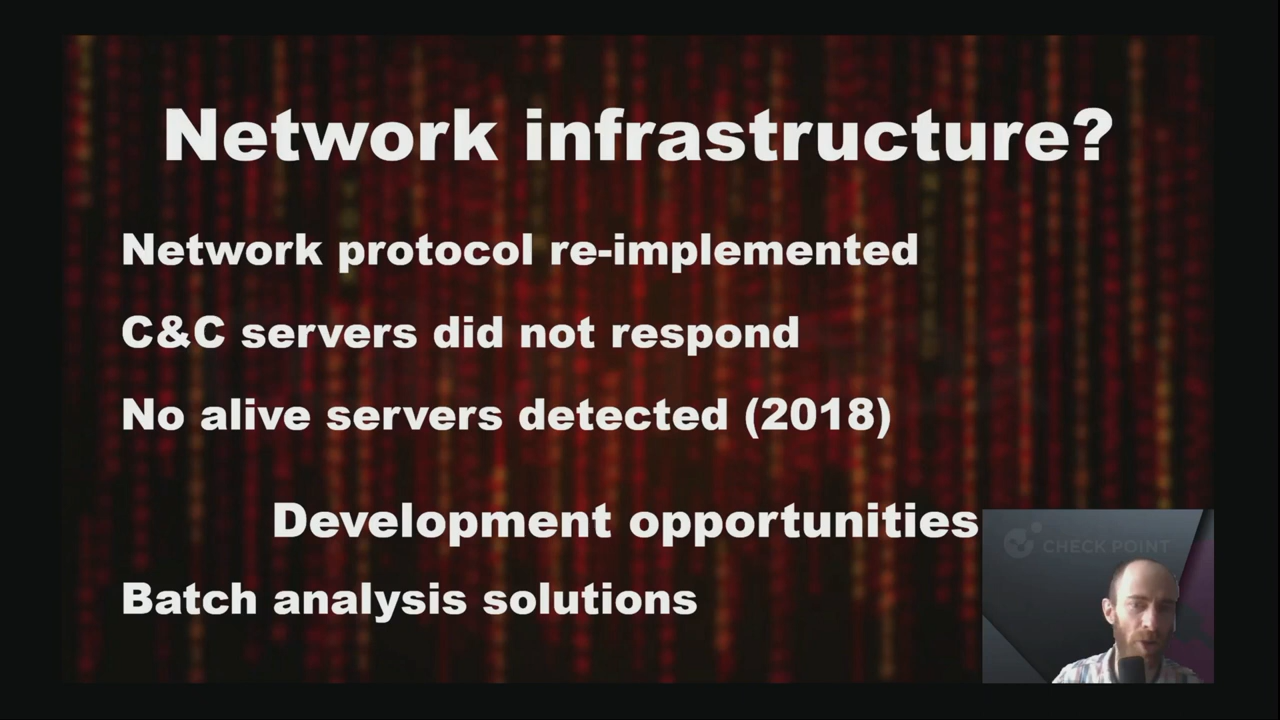 Network infrastructure?
Network protocol re-implemented
C&C servers did not respond
No alive servers detected (2018)
Development opportunities
CHECK POINT
Batch analysis solutions